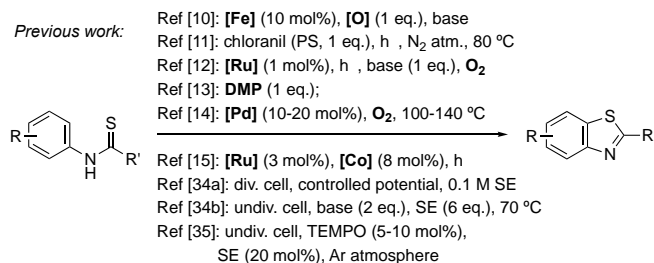 Previous work:
Ref [10]: [Fe] (10 mol%), [O] (1 eq.), base
Ref [11]: chloranil (PS, 1 eq.), h , N2 atm., 80 ºC
Ref [12]: [Ru] (1 mol%), h , base (1 eq.), O2
Ref [13]: DMP (1 eq.);
Ref [14]: [Pd] (10-20 mol%), O2, 100-140 ºC
R
N
H
S
R'
R
S
N
R'
Ref [15]: [Ru] (3 mol%), [Co] (8 mol%), h
Ref [34a]: div. cell, controlled potential, 0.1 M SE
Ref [34b]: undiv. cell, base (2 eq.), SE (6 eq.), 70 ºC
Ref [35]: undiv. cell, TEMPO (5-10 mol%),
SE (20 mol%), Ar atmosphere